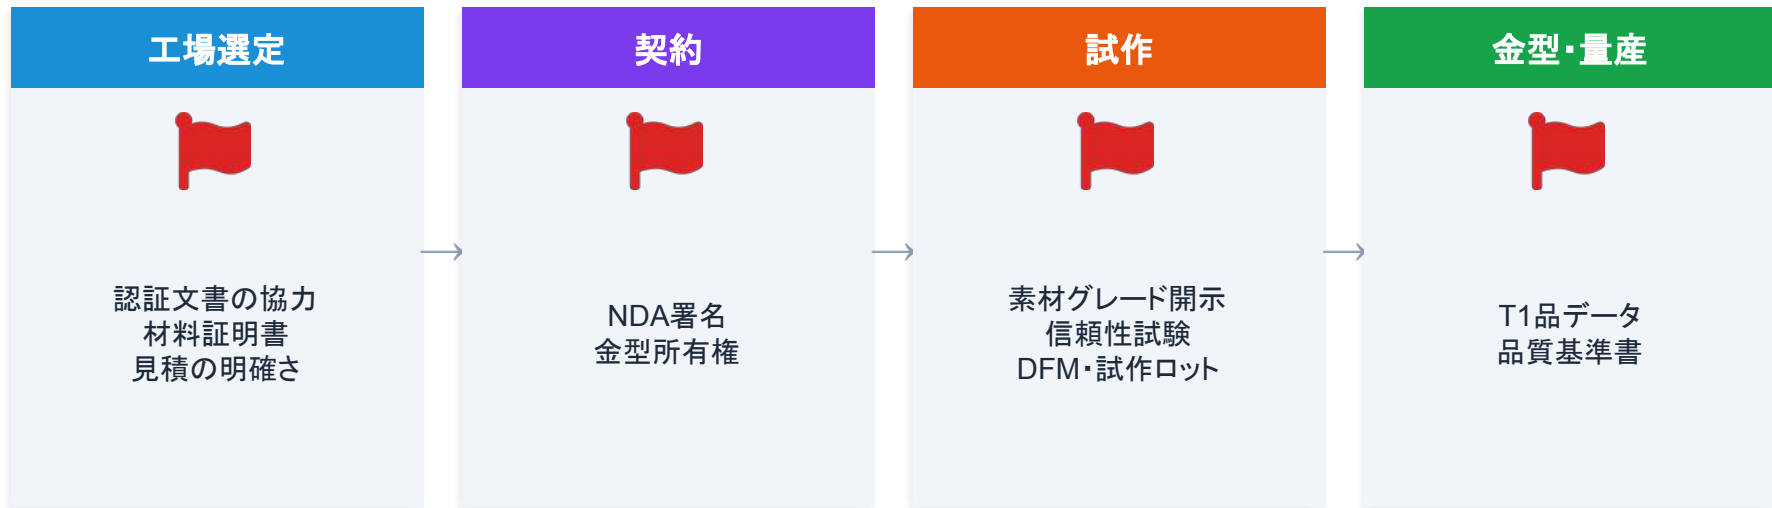 工場選定
認証文書の協力
材料証明書
見積の明確さ
契約
NDA署名
金型所有権
試作
素材グレード開示
信頼性試験
DFM・試作ロット
金型・量産
T1品データ
品質基準書